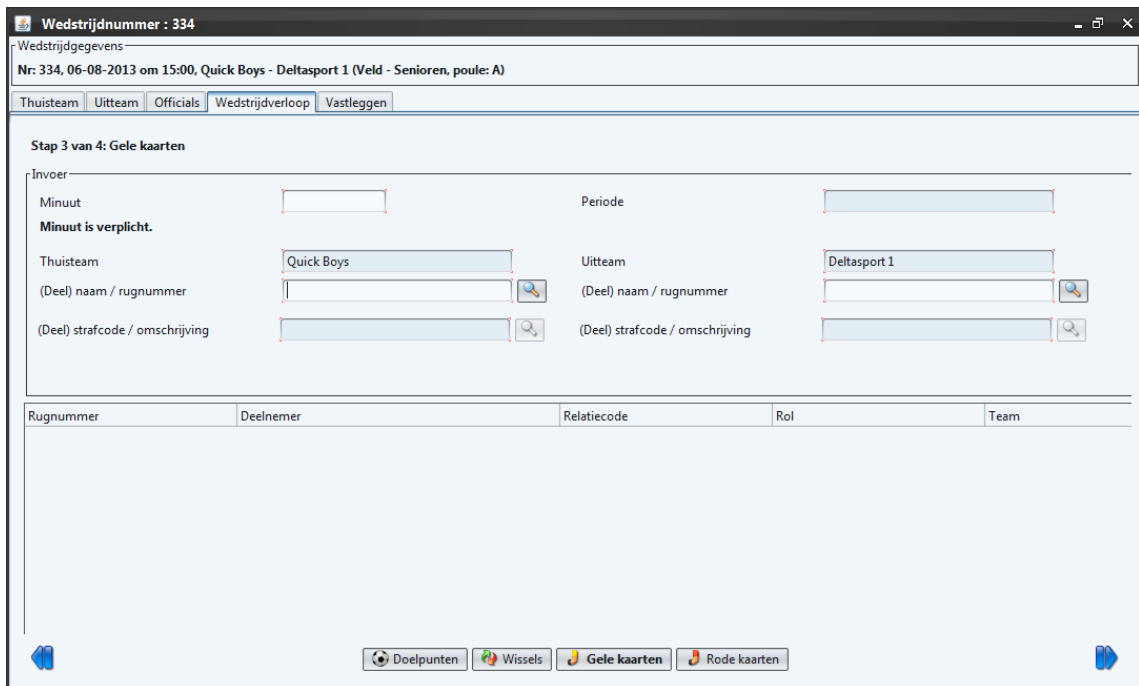 Wedstrijdnummer : 334
Wedstrijdgegevens
Nr: 334, 06-08-2013 om 15:00, Quick Boys - Deltasport 1 (Veld - Senioren, poule: A)
Thuisteam Uitteam Officials Wedstrijdverloop Vastleggen
Stap 3 van 4: Gele kaarten
Invoer
Minuut Periode
Minuut is verplicht.
Thuisteam Quick Boys Uitteam Deltasport 1
(Deel) naam / rugnummer (Deel) naam / rugnummer
(Deel) strafcode / omschrijving (Deel) strafcode / omschrijving
Rugnummer Deelnemer Relatiecode Rol Team
Doelpunten Wissels Gele kaarten Rode kaarten